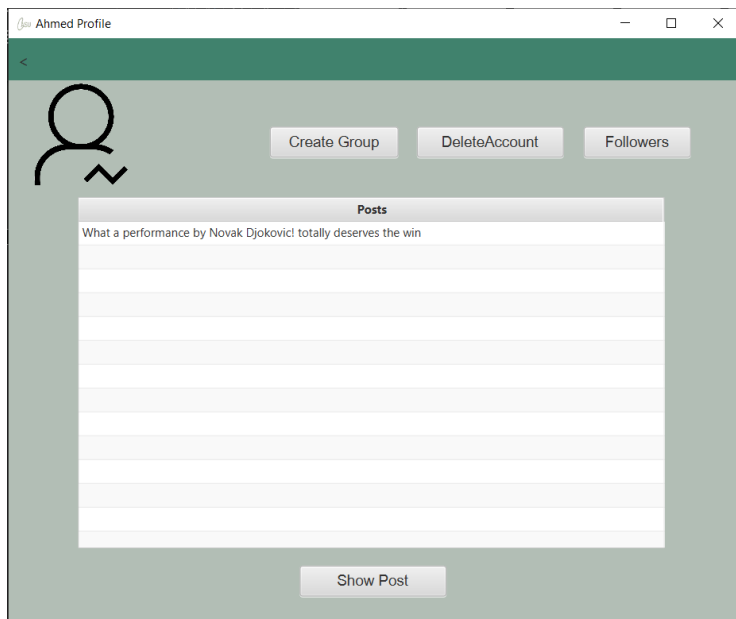 Ahmed Profile
<
Create Group
DeleteAccount
Followers
Posts
What a performance by Novak Djokovic! totally deserves the win
Show Post